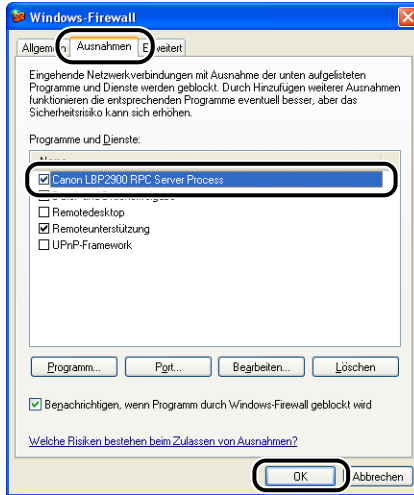 Windows-Firewall
Ausnahmen
Eingehende Netzwerkverbindungen mit Ausnahme der unten aufgelisteten
Programme und Dienste werden geblockt. Durch Hinzufügen weiterer Ausnahmen
funktionieren die entsprechenden Programme eventuell besser, aber das
Sicherheitsrisiko kann sich erhöhen.
Programme und Dienste:
Canon LBP2900 RPC Server Process
Remotedesktop
Remoteunterstützung
UPnP-Framework
Programm... Port... Bearbeiten... Löschen
Benachrichtigen, wenn Programm durch Windows-Firewall geblockt wird
Welche Risiken bestehen beim Zulassen von Ausnahmen?
OK Abbrechen